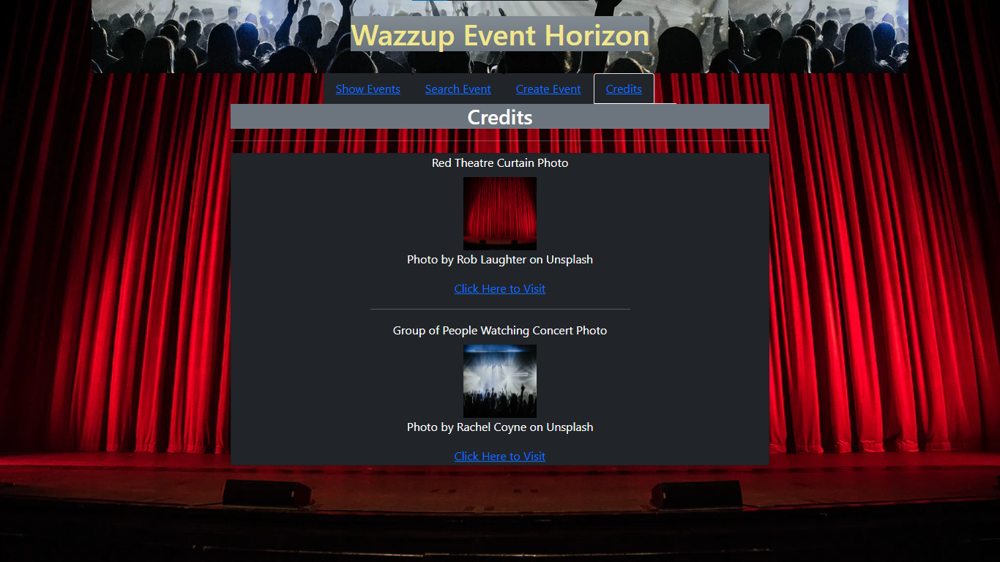 Wazzup Event Horizon
Show Events Search Event Create Event Credits
Credits
Red Theatre Curtain Photo
Photo by Rob Laughter on Unsplash
Click Here to Visit
Group of People Watching Concert Photo
Photo by Rachel Coyne on Unsplash
Click Here to Visit